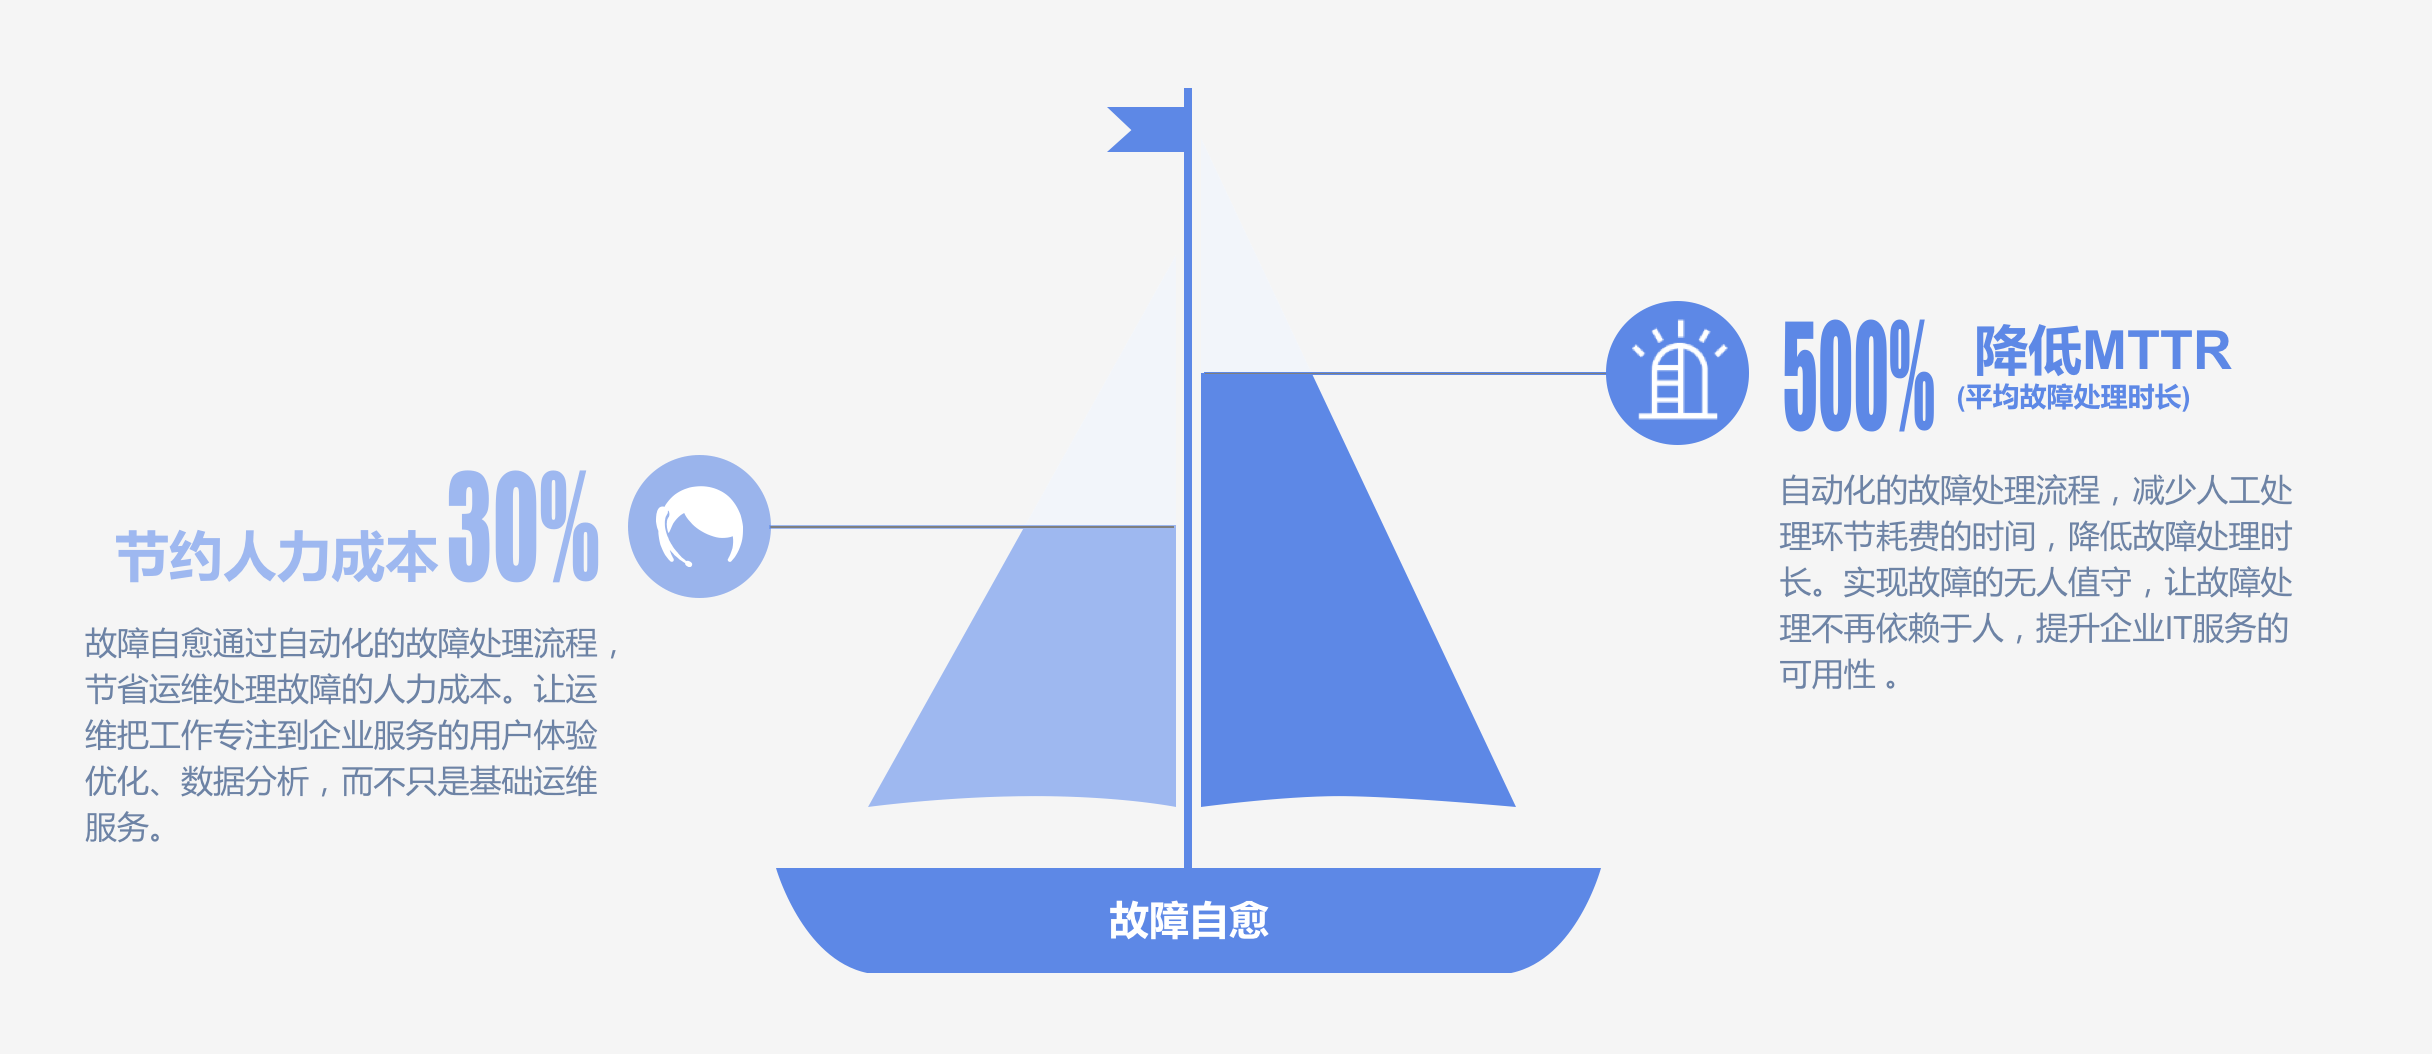 节约人力成本30%
故障自愈通过自动化的故障处理流程，
节省运维处理故障的人力成本。让运
维把工作专注到企业服务的用户体验
优化、数据分析，而不只是基础运维
服务。
500% 降低MTTR
(平均故障处理时长)
自动化的故障处理流程，减少人工处
理环节耗费的时间，降低故障处理时
长。实现故障的无人值守，让故障处
理不再依赖于人，提升企业IT服务的
可用性 。
故障自愈